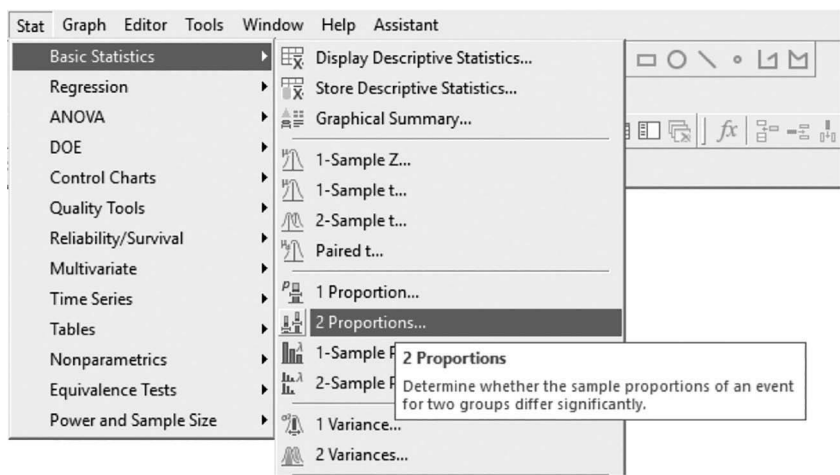 Stat Graph Editor Tools Window Help Assistant
Basic Statistics
Regression
ANOVA
DOE
Control Charts
Quality Tools
Reliability/Survival
Multivariate
Time Series
Tables
Nonparametrics
Equivalence Tests
Power and Sample Size
Display Descriptive Statistics...
Store Descriptive Statistics...
Graphical Summary...
1-Sample Z...
1-Sample t...
2-Sample t...
Paired t...
1 Proportion...
2 Proportions...
1-Sample P
2-Sample P
1 Variance...
2 Variances...
2 Proportions
Determine whether the sample proportions of an event
for two groups differ significantly.
fx